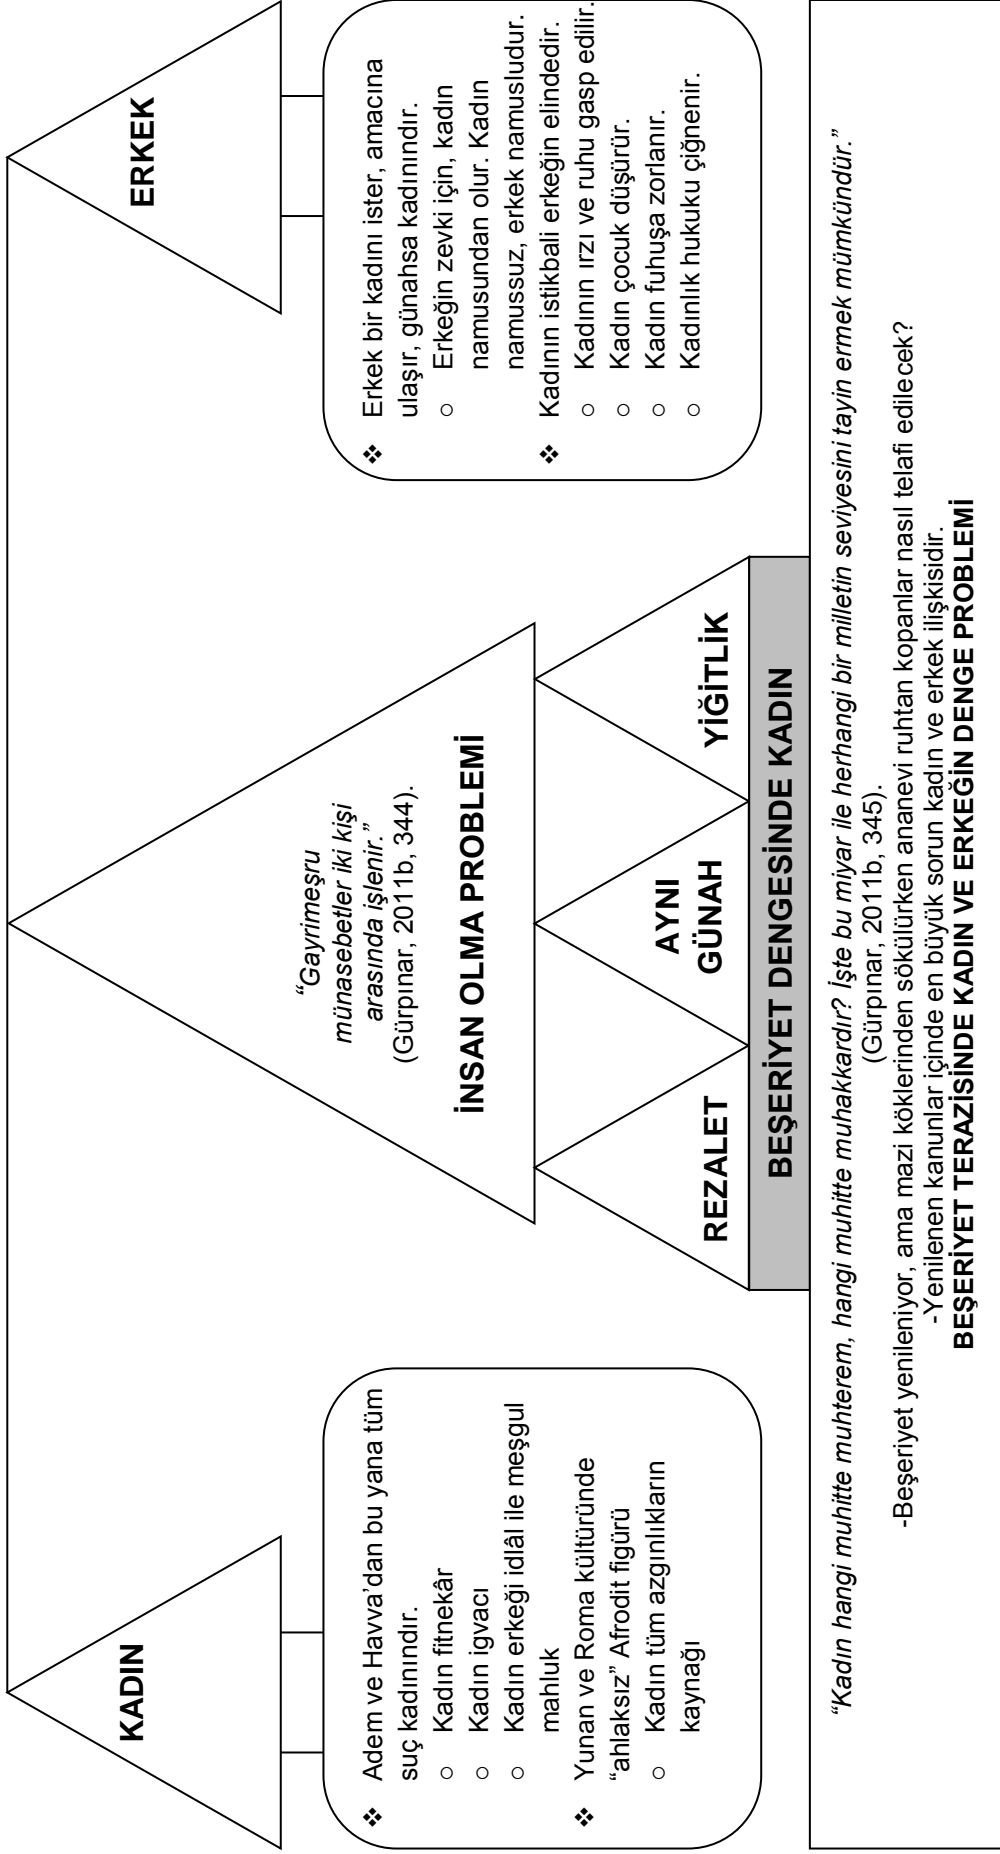 KADIN
❖ Adem ve Havva’dan bu yana tüm
suç kadınındır.
○ Kadın fitnekâr
○ Kadın igvacı
○ Kadın erkeği idlâl ile meşgul
mahluk
❖ Yunan ve Roma kültüründe
“ahlaksız” Afrodit figürü
○ Kadın tüm azgınlıkların
kaynağı
“Gayrimeşru
münasebetler iki kişi
arasında işlenir.”
(Gürpınar, 2011b, 344).
İNSAN OLMA PROBLEMİ
REZALET
AYNI
GÜNAH
YİĞİTLİK
BEŞERİYET DENGESİNDE KADIN
ERKEK
❖ Erkek bir kadını ister, amacına
ulaşır, günahsa kadınındır.
○ Erkeğin zevki için, kadın
namusundan olur. Kadın
namussuz, erkek namusludur.
❖ Kadının istikbali erkeğin elindedir.
○ Kadının ırzı ve ruhu gasp edilir.
○ Kadın çocuk düşürür.
○ Kadın fuhuşa zorlanır.
○ Kadınlık hukuku çiğnenir.
“Kadın hangi muhitte muhterem, hangi muhitte muhakkardır? İşte bu miyar ile herhangi bir milletin seviyesini tayin ermek mümkündür.”
(Gürpınar, 2011b, 345).
-Beşeriyet yenileniyor, ama mazi köklerinden sökülürken ananevi ruhtan kopanlar nasıl telafi edilecek?
-Yenilenen kanunlar içinde en büyük sorun kadın ve erkek ilişkisidir.
BEŞERİYET TERAZİSİNDE KADIN VE ERKEĞİN DENGE PROBLEMİ